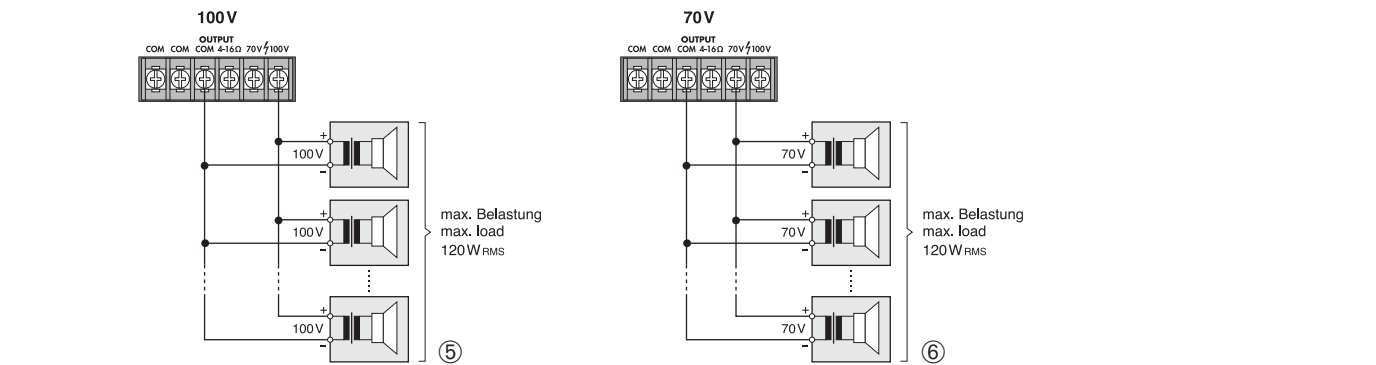 100 V
OUTPUT
COM COM COM 4-16Ω 70V 100V
+
100 V
–
+
100 V
–
+
100 V
–
max. Belastung
max. load
120 W RMS
⑤
70 V
OUTPUT
COM COM COM 4-16Ω 70V 100V
+
70 V
–
+
70 V
–
+
70 V
–
max. Belastung
max. load
120 W RMS
⑥